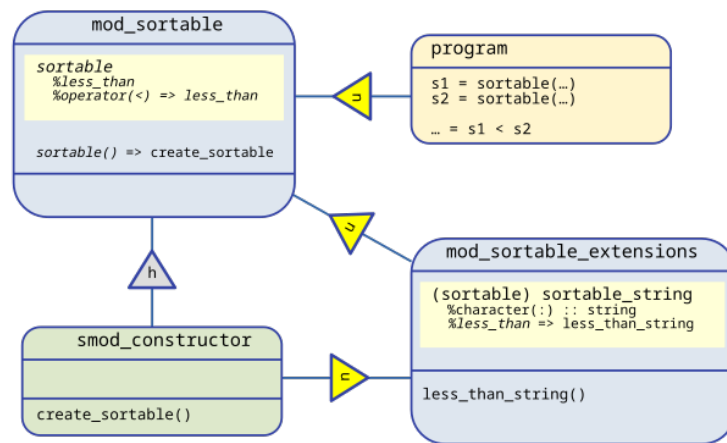 mod_sortable
sortable
%less_than
%operator(<) => less_than
sortable() => create_sortable
program
s1 = sortable(…)
s2 = sortable(…)
… = s1 < s2
u
u
h
mod_sortable_extensions
(sortable) sortable_string
%character(:) :: string
%less_than => less_than_string
less_than_string()
smod_constructor
create_sortable()
u